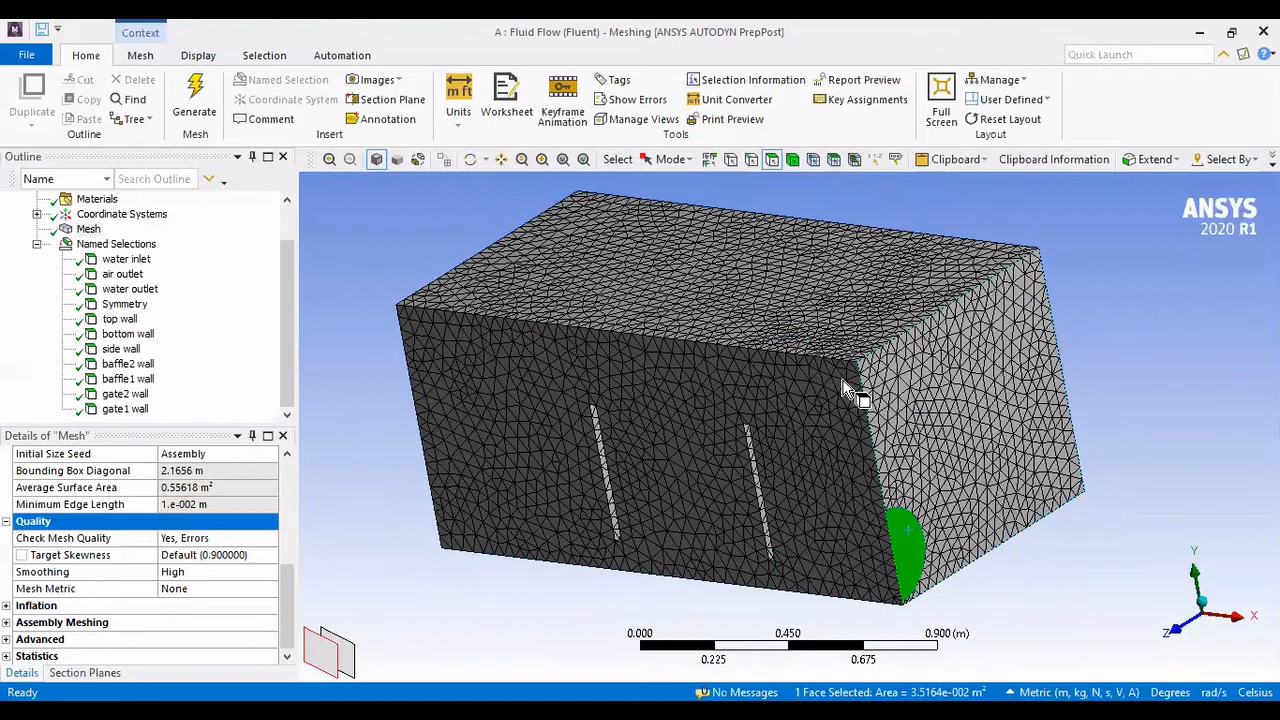 Context
A : Fluid Flow (Fluent) - Meshing [ANSYS AUTODYN PrepPost]
File Home Mesh Display Selection Automation Quick Launch
Duplicate Cut Copy Paste Delete Find Tree
Outline
Generate
Mesh
Named Selection Coordinate System Comment Images Section Plane Annotation
Insert
Units Worksheet Keyframe Animation Tags Show Errors Manage Views Selection Information Unit Converter Print Preview Report Preview Key Assignments
Tools
Full Screen Manage User Defined Reset Layout
Layout
Outline
Name Search Outline
Select Mode Clipboard [Empty] Extend Select By
Materials
Coordinate Systems
Mesh
Named Selections
water inlet
air outlet
water outlet
Symmetry
top wall
bottom wall
side wall
baffle2 wall
baffle1 wall
gate2 wall
gate1 wall
Details of "Mesh"
Initial Size Seed Assembly
Bounding Box Diagonal 2.1656 m
Average Surface Area 0.55618 m²
Minimum Edge Length 1.e-002 m
Quality
Check Mesh Quality Yes, Errors
Target Skewness Default (0.900000)
Smoothing High
Mesh Metric None
Inflation
Assembly Meshing
Advanced
Statistics
Details Section Planes
ANSYS
2020 R1
0.000 0.450 0.900 (m)
0.225 0.675
Y
X
Z
Ready No Messages 1 Face Selected: Area = 3.5164e-002 m² Metric (m, kg, N, s, V, A) Degrees rad/s Celsius